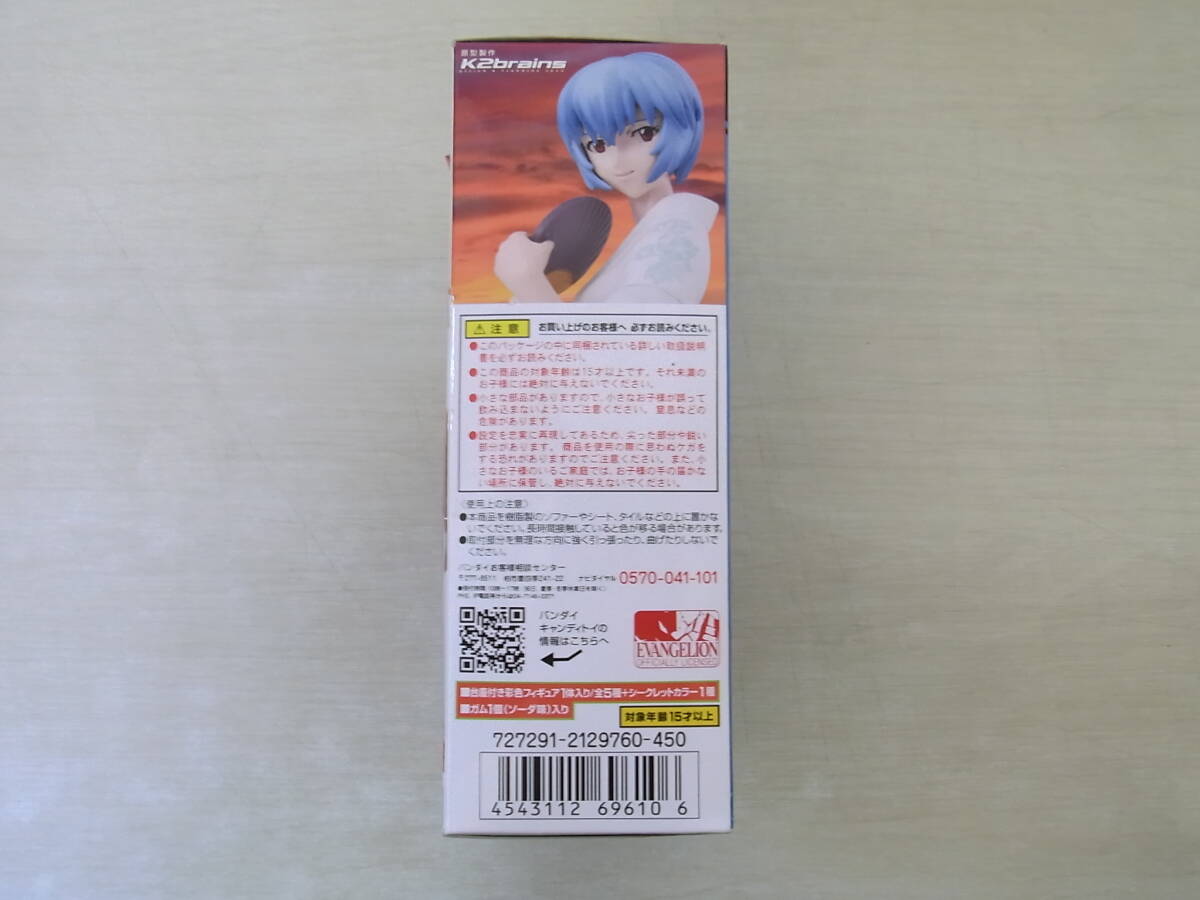 原型製作
K2brains
⚠注意 お買い上げのお客様へ 必ずお読みください。
●このパッケージの中に同梱されている詳しい取扱説明
書を必ずお読みください。
●この商品の対象年齢は15才以上です。それ未満の
お子様には絶対に与えないでください。
●小さな部品がありますので、小さなお子様が誤って
飲み込まないようにご注意ください。窒息などの
危険があります。
●設定を忠実に再現してあるため、尖った部分や鋭い
部分があります。商品を使用の際に思わぬケガを
する恐れがありますのでご注意ください。また、小
さなお子様のいるご家庭では、お子様の手の届かな
い場所に保管し、絶対に与えないでください。
〈使用上の注意〉
●本商品を樹脂製のソファーやシート、タイルなどの上に置かな
いでください。長時間接触していると色が移る場合があります。
●取付部分を無理な方向に強く引っ張ったり、曲げたりしないで
ください。
バンダイお客様相談センター
〒277-8511 柏市豊四季241-22 ナビダイヤル 0570-041-101
バンダイ
キャンディトイの
情報はこちらへ
EVANGELION
OFFICIALLY LICENSED
■台座付き彩色フィギュア1体入り/全5種+シークレットカラー1種
■ガム1個(ソーダ味)入り
対象年齢15才以上
727291-2129760-450
4543112 69610 6